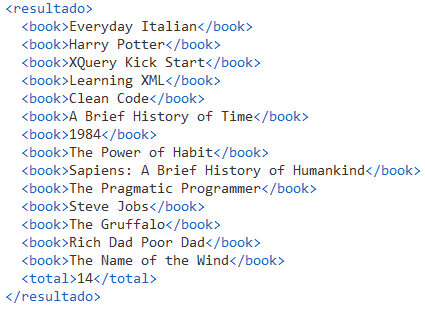 <resultado>
  <book>Everyday Italian</book>
  <book>Harry Potter</book>
  <book>XQuery Kick Start</book>
  <book>Learning XML</book>
  <book>Clean Code</book>
  <book>A Brief History of Time</book>
  <book>1984</book>
  <book>The Power of Habit</book>
  <book>Sapiens: A Brief History of Humankind</book>
  <book>The Pragmatic Programmer</book>
  <book>Steve Jobs</book>
  <book>The Gruffalo</book>
  <book>Rich Dad Poor Dad</book>
  <book>The Name of the Wind</book>
  <total>14</total>
</resultado>